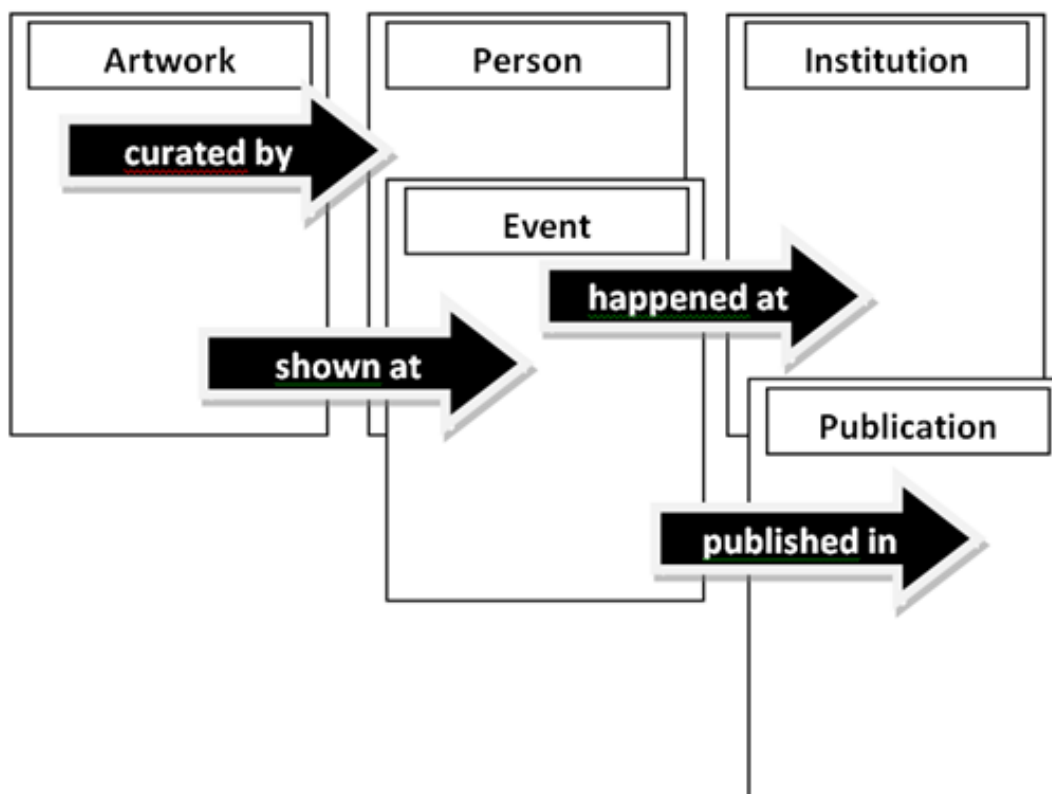 Artwork
Person
Institution
curated by
Event
happened at
shown at
Publication
published in